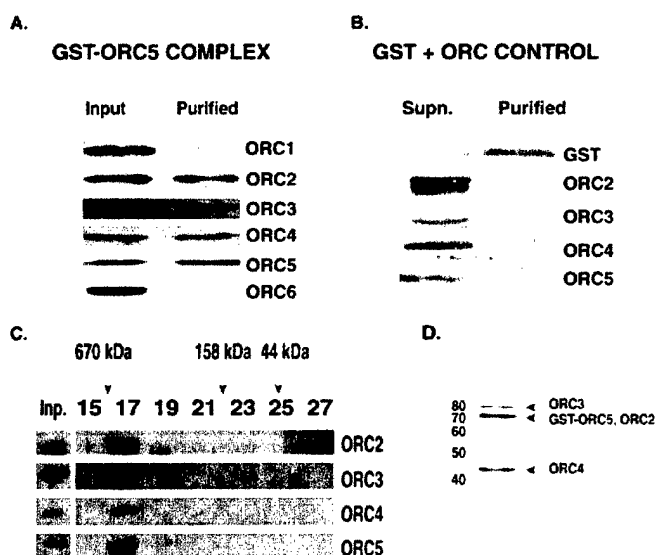 A.
GST-ORC5 COMPLEX
Input Purified
ORC1
ORC2
ORC3
ORC4
ORC5
ORC6
B.
GST + ORC CONTROL
Supn. Purified
GST
ORC2
ORC3
ORC4
ORC5
C.
670 kDa 158 kDa 44 kDa
Inp. 15 17 19 21 23 25 27
ORC2
ORC3
ORC4
ORC5
D.
80 ORC3
70 GST-ORC5, ORC2
60
50
40 ORC4